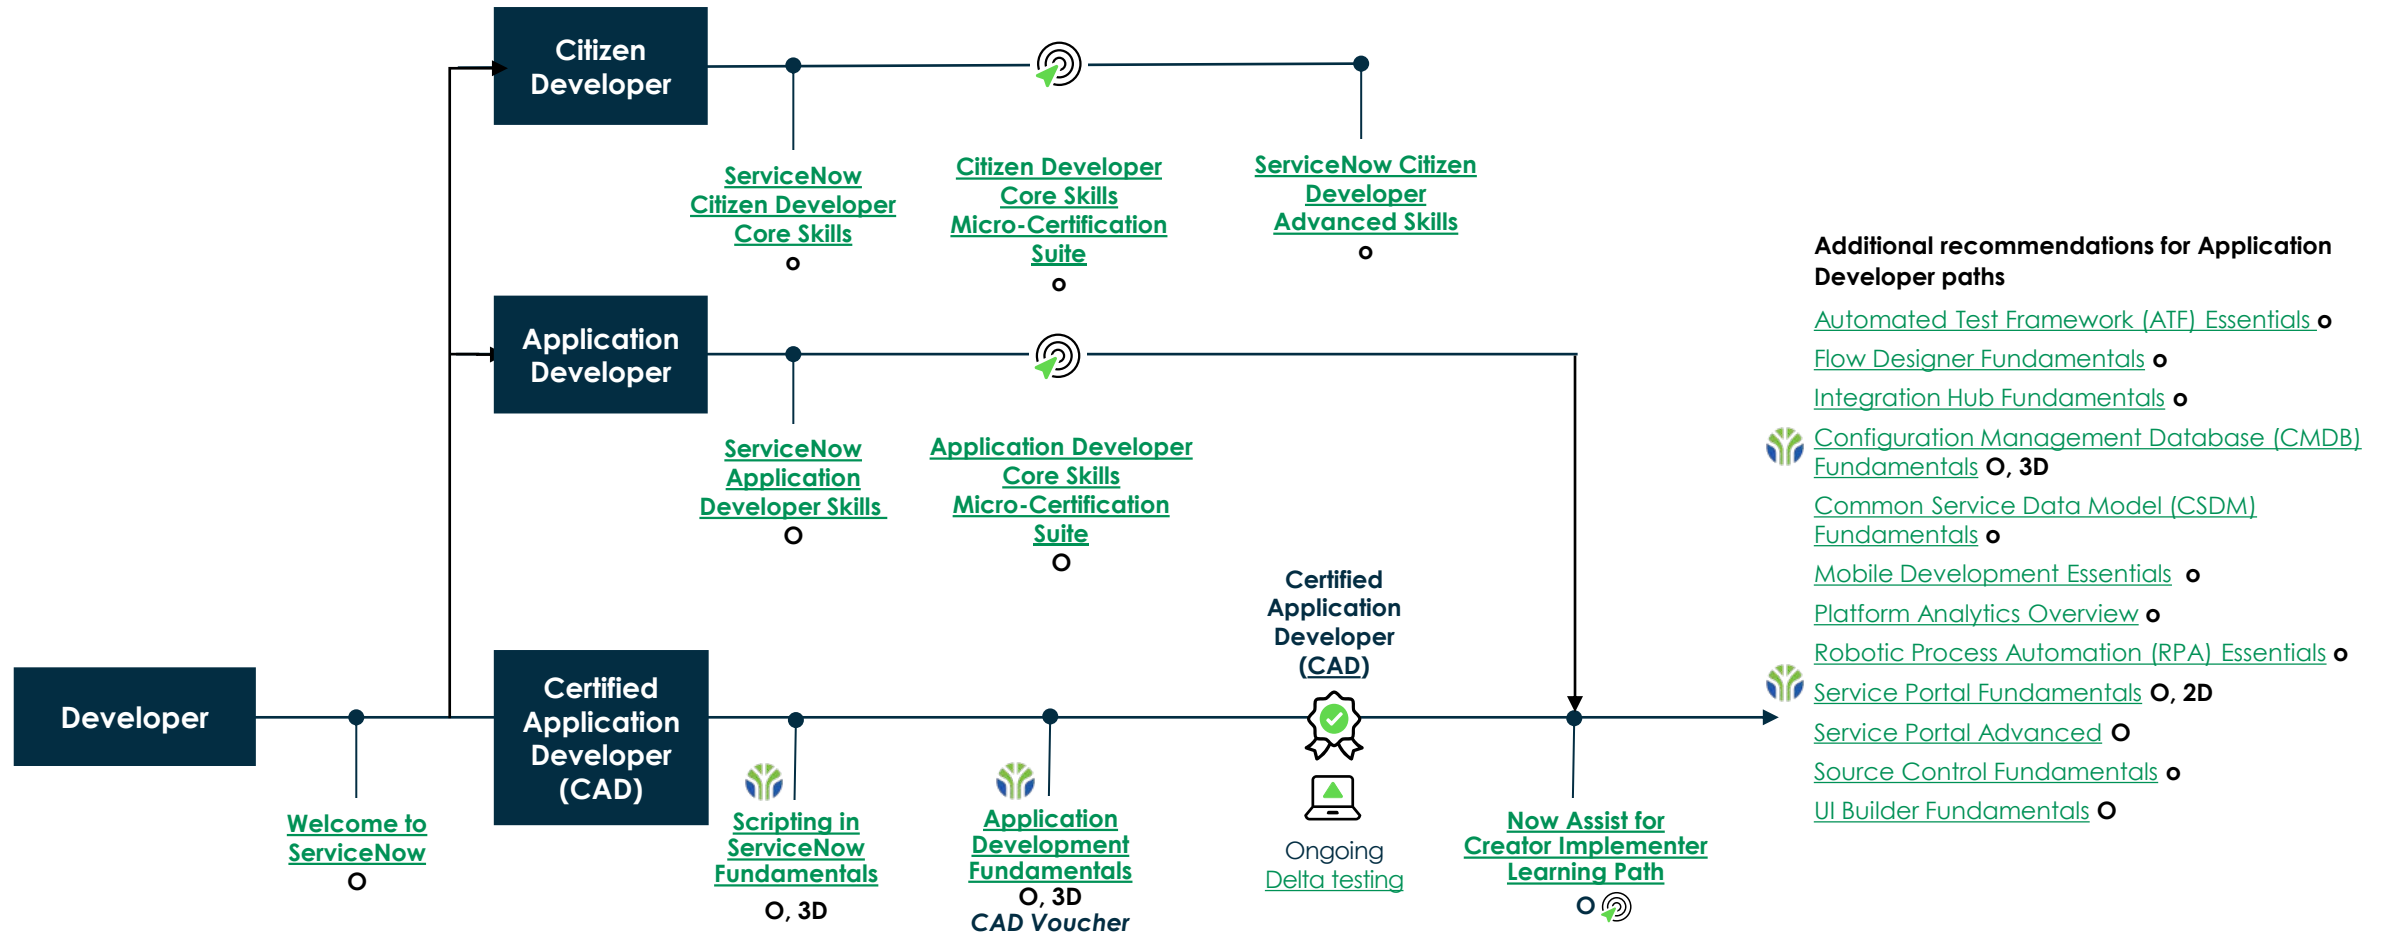 Citizen
Developer
ServiceNow
Citizen Developer
Core Skills
o
Citizen Developer
Core Skills
Micro-Certification
Suite
o
ServiceNow Citizen
Developer
Advanced Skills
o
Application
Developer
ServiceNow
Application
Developer Skills
O
Application Developer
Core Skills
Micro-Certification
Suite
O
Developer
Welcome to
ServiceNow
O
Certified
Application
Developer
(CAD)
Scripting in
ServiceNow
Fundamentals
O, 3D
Application
Development
Fundamentals
O, 3D
CAD Voucher
Certified
Application
Developer
(CAD)
Ongoing
Delta testing
Now Assist for
Creator Implementer
Learning Path
O
Additional recommendations for Application
Developer paths
Automated Test Framework (ATF) Essentials o
Flow Designer Fundamentals o
Integration Hub Fundamentals o
Configuration Management Database (CMDB)
Fundamentals O, 3D
Common Service Data Model (CSDM)
Fundamentals o
Mobile Development Essentials o
Platform Analytics Overview o
Robotic Process Automation (RPA) Essentials o
Service Portal Fundamentals O, 2D
Service Portal Advanced O
Source Control Fundamentals o
UI Builder Fundamentals O